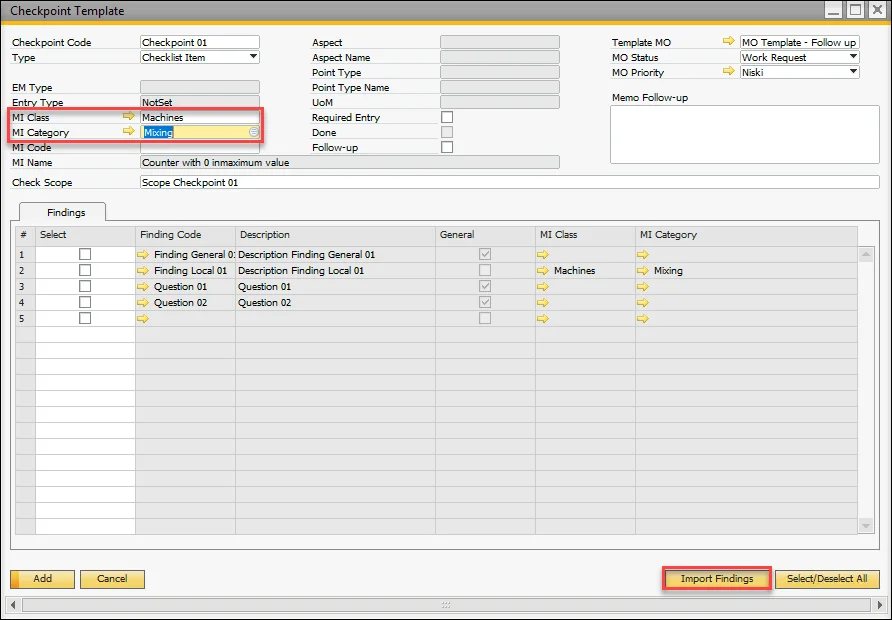 Checkpoint Template
Checkpoint Code Checkpoint 01
Type Checklist Item
EM Type
Entry Type NotSet
MI Class Machines
MI Category Mixing
MI Code
MI Name Counter with 0 inmaximum value
Check Scope Scope Checkpoint 01
Aspect
Aspect Name
Point Type
Point Type Name
UoM
Required Entry
Done
Follow-up
Template MO MO Template - Follow up
MO Status Work Request
MO Priority Niski
Memo Follow-up
Findings
# Select Finding Code Description General MI Class MI Category
1 Finding General 01 Description Finding General 01
2 Finding Local 01 Description Finding Local 01 Machines Mixing
3 Question 01 Question 01
4 Question 02 Question 02
5
Add Cancel Import Findings Select/Deselect All